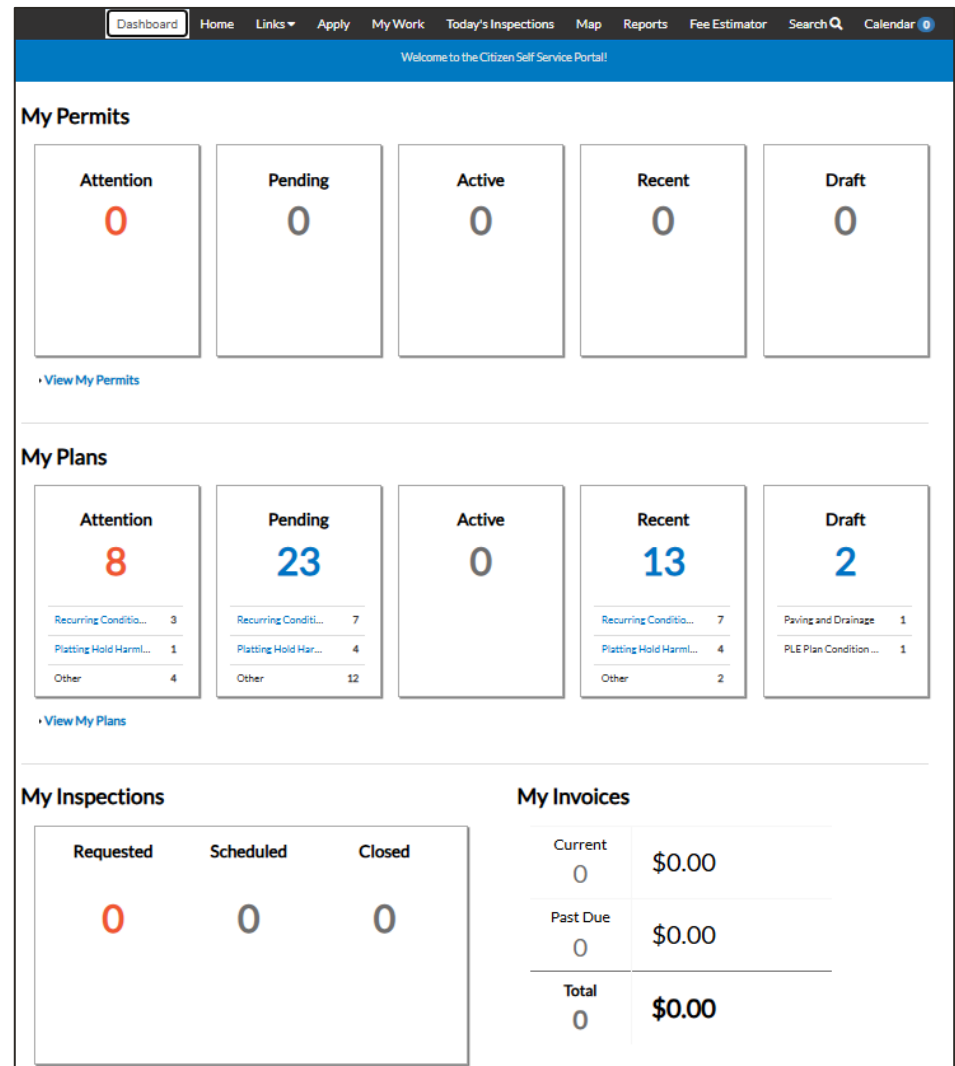 Dashboard Home Links Apply My Work Today's Inspections Map Reports Fee Estimator Search Calendar 0
Welcome to the Citizen Self Service Portal!
My Permits
Attention Pending Active Recent Draft
0 0 0 0 0
View My Permits
My Plans
Attention Pending Active Recent Draft
8 23 0 13 2
Recurring Conditio... 3 Recurring Conditi... 7 Recurring Conditio... 7 Paving and Drainage 1
Platting Hold Harml... 1 Platting Hold Har... 4 Platting Hold Harml... 4 PLE Plan Condition ... 1
Other 4 Other 12 Other 2
View My Plans
My Inspections My Invoices
Requested Scheduled Closed
0 0 0
Current
0 $0.00
Past Due
0 $0.00
Total
0 $0.00